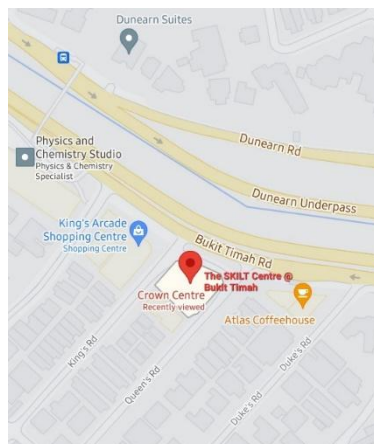 Dunearn Suites
Dunearn Rd
Physics and
Chemistry Studio
Physics & Chemistry
Specialist
Dunearn Underpass
King's Arcade
Shopping Centre
Shopping Centre
Bukit Timah Rd
The SKILT Centre @
Bukit Timah
Crown Centre
Recently viewed
Atlas Coffeehouse
King's Rd
Queen's Rd
Duke's Rd
Duke's Rd